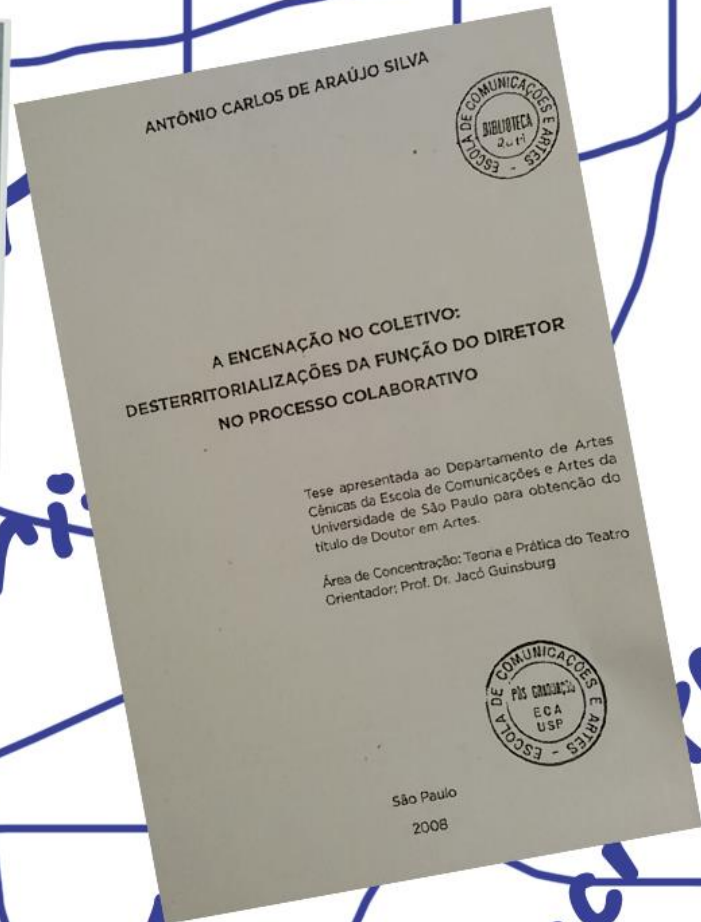 ANTÔNIO CARLOS DE ARAÚJO SILVA
ESCOLA DE COMUNICAÇÕES E ARTES -
BIBLIOTECA
A ENCENAÇÃO NO COLETIVO:
DESTERRITORIALIZAÇÕES DA FUNÇÃO DO DIRETOR
NO PROCESSO COLABORATIVO
Tese apresentada ao Departamento de Artes
Cênicas da Escola de Comunicações e Artes da
Universidade de São Paulo para obtenção do
título de Doutor em Artes.
Área de Concentração: Teoria e Prática do Teatro
Orientador: Prof. Dr. Jacó Guinsburg
ESCOLA DE COMUNICAÇÕES E ARTES -
PÓS GRADUAÇÃO
ECA
USP
São Paulo
2008